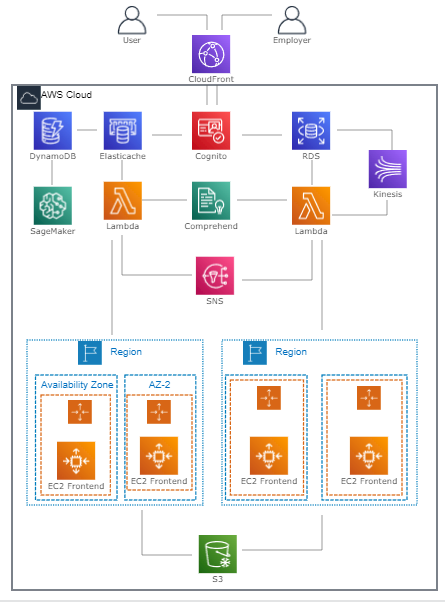 User
Employer
CloudFront
AWS Cloud
DynamoDB
Elasticache
Cognito
RDS
Kinesis
SageMaker
Lambda
Comprehend
Lambda
SNS
Region
Region
Availability Zone
AZ-2
EC2 Frontend
EC2 Frontend
EC2 Frontend
EC2 Frontend
S3